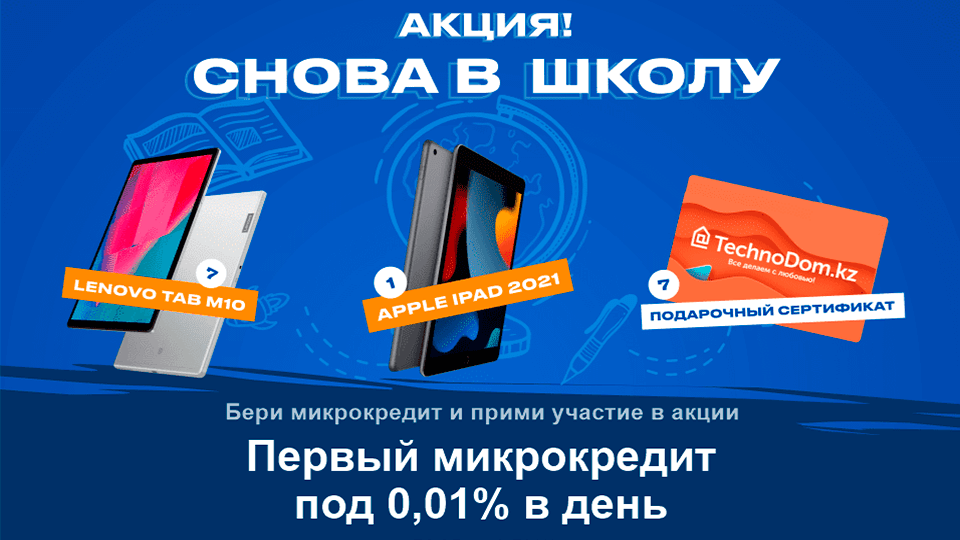 АКЦИЯ!
СНОВА В ШКОЛУ
7
LENOVO TAB M10
Lenovo
1
APPLE IPAD 2021
TechnoDom.kz
Все делаем с любовью!
7
ПОДАРОЧНЫЙ СЕРТИФИКАТ
Бери микрокредит и прими участие в акции
Первый микрокредит
под 0,01% в день